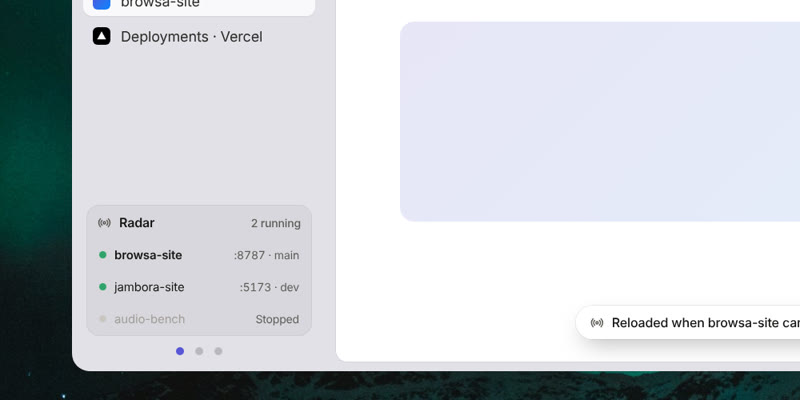 browsa-site
Deployments · Vercel
Radar 2 running
browsa-site :8787 · main
jambora-site :5173 · dev
audio-bench Stopped
Reloaded when browsa-site